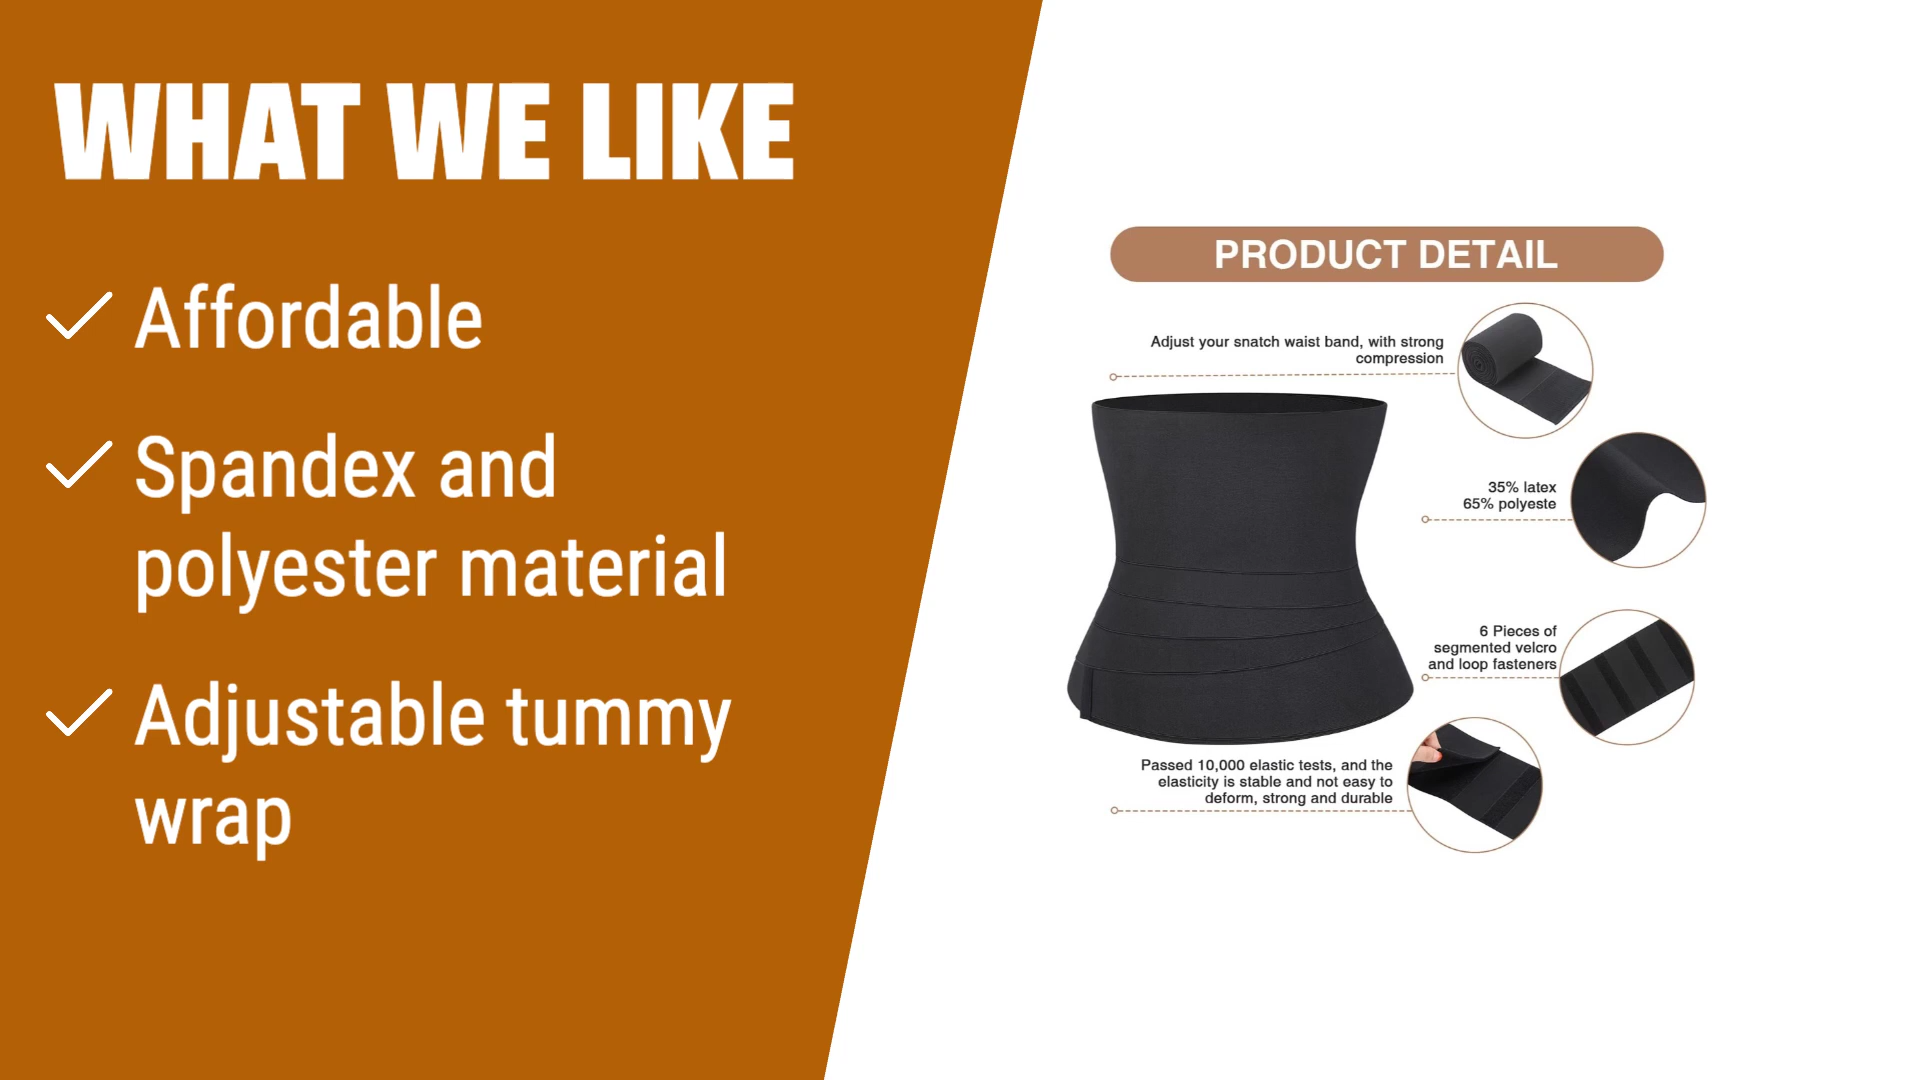 WHAT WE LIKE
Affordable
Spandex and
polyester material
Adjustable tummy
wrap
PRODUCT DETAIL
Adjust your snatch waist band, with strong
compression
35% latex
65% polyeste
6 Pieces of
segmented velcro
and loop fasteners
Passed 10,000 elastic tests, and the
elasticity is stable and not easy to
deform, strong and durable